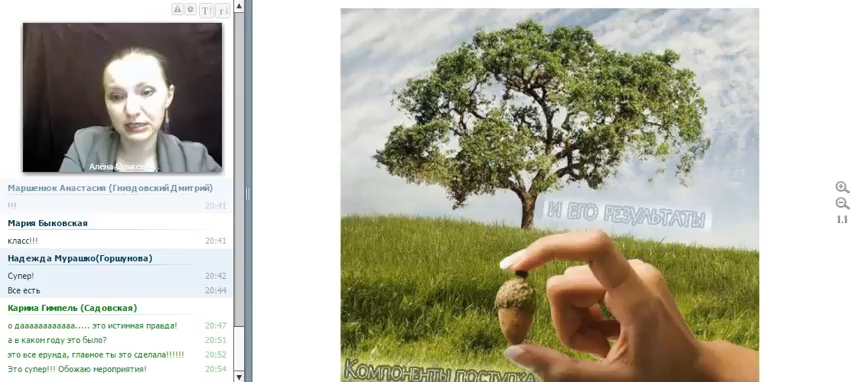 Алёна
Маршенюк Анастасия (Гниздовский Дмитрий)
!!! 20:41
Мария Быковская
класс!!! 20:41
Надежда Мурашко(Горшунова)
Супер! 20:42
Все есть 20:44
Карина Гимпель (Садовская)
о дааааааааааа..... это истинная правда! 20:47
а в каком году это было? 20:51
это все ерунда, главное ты это сделала!!!!!! 20:52
Это супер!!! Обожаю мероприятия! 20:54
И ЕГО РЕЗУЛЬТАТЫ
КОМПОНЕНТЫ ПОСТУПКА
1.1